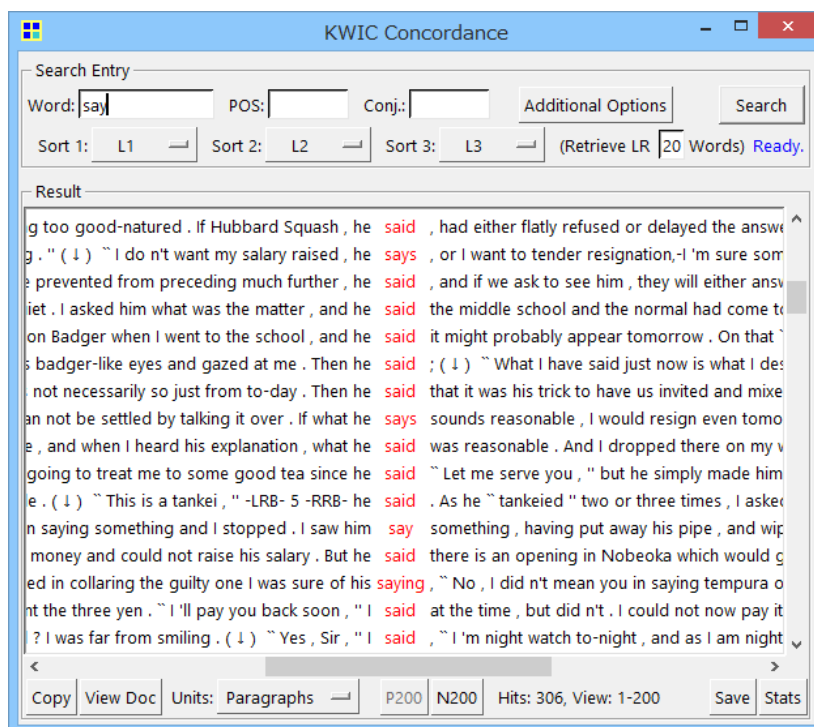 KWIC Concordance
Search Entry
Word: say POS: Conj.: Additional Options Search
Sort 1: L1 Sort 2: L2 Sort 3: L3 (Retrieve LR 20 Words) Ready.
Result
g too good-natured . If Hubbard Squash , he said , had either flatly refused or delayed the answe
g . " ( ↓ ) `` I do n't want my salary raised , he says , or I want to tender resignation,-I 'm sure som
e prevented from preceding much further , he said , and if we ask to see him , they will either answ
iet . I asked him what was the matter , and he said the middle school and the normal had come to
on Badger when I went to the school , and he said it might probably appear tomorrow . On that `
s badger-like eyes and gazed at me . Then he said ; ( ↓ ) `` What I have said just now is what I des
not necessarily so just from to-day . Then he said that it was his trick to have us invited and mixe
an not be settled by talking it over . If what he says sounds reasonable , I would resign even tomo
e , and when I heard his explanation , what he said was reasonable . And I dropped there on my w
going to treat me to some good tea since he said `` Let me serve you , " but he simply made him
le . ( ↓ ) `` This is a tankei , " -LRB- 5 -RRB- he said . As he `` tankeied " two or three times , I asked
n saying something and I stopped . I saw him say something , having put away his pipe , and wip
money and could not raise his salary . But he said there is an opening in Nobeoka which would g
ed in collaring the guilty one I was sure of his saying , `` No , I did n't mean you in saying tempura o
nt the three yen . `` I 'll pay you back soon , " I said at the time , but did n't . I could not now pay it
l ? I was far from smiling . ( ↓ ) `` Yes , Sir , " I said , `` I 'm night watch to-night , and as I am night
Copy View Doc Units: Paragraphs P200 N200 Hits: 306, View: 1-200 Save Stats